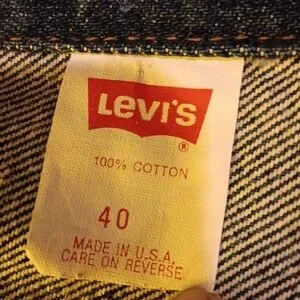 Levi's
®
100% COTTON
40
MADE IN U.S.A.
CARE ON REVERSE